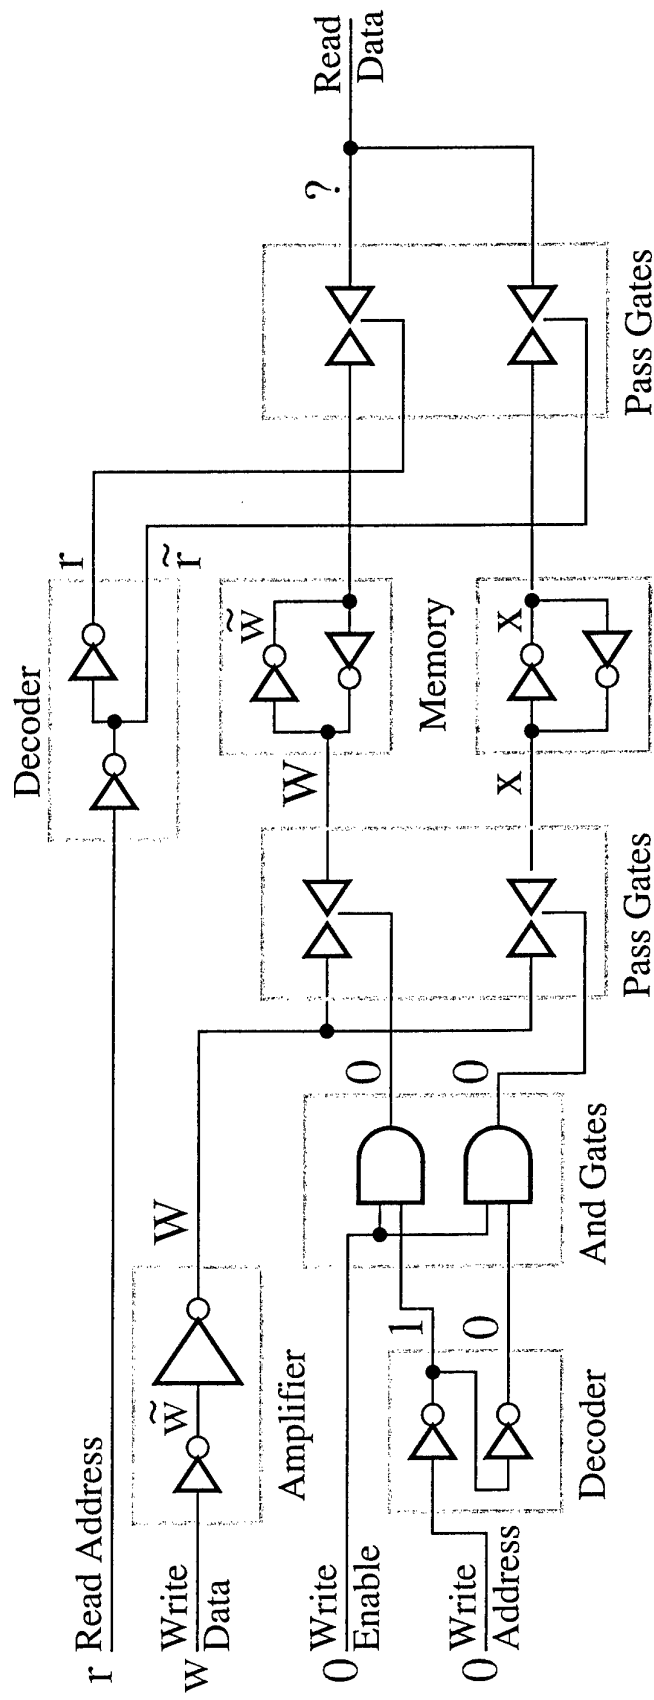 r Read Address
w Write
Data
0 Write
Enable
0 Write
Address
w̃
W
Amplifier
1
0
Decoder
0
0
And Gates
Pass Gates
W
w̃
x
x
Memory
Decoder
r
r̃
Pass Gates
?
Read
Data